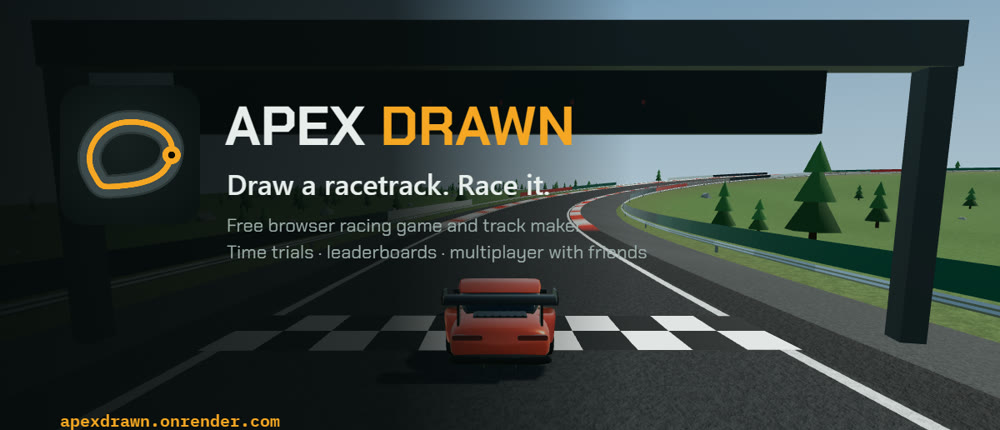 APEX DRAWN
Draw a racetrack. Race it.
Free browser racing game and track maker
Time trials · leaderboards · multiplayer with friends
apexdrawn.onrender.com